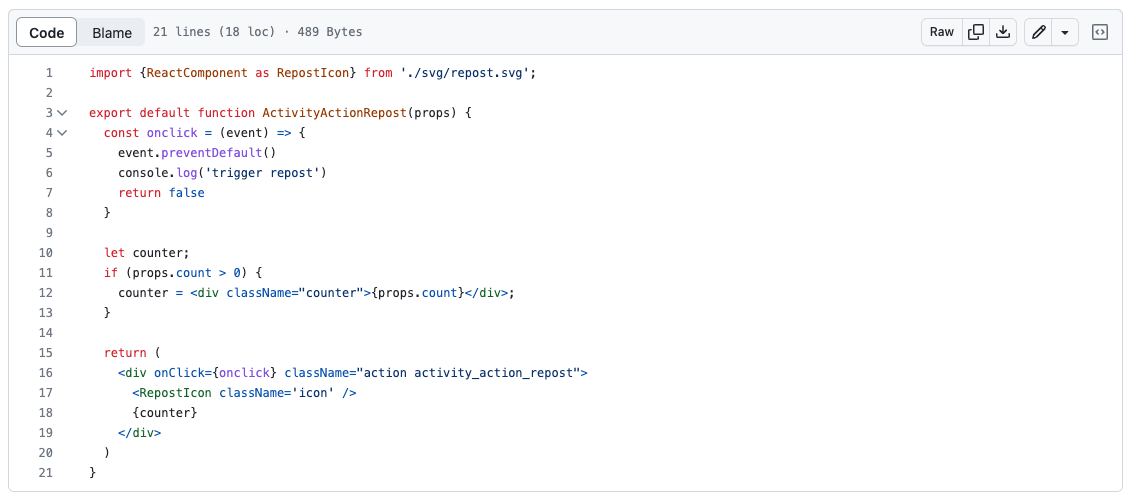 Code Blame 21 lines (18 loc) · 489 Bytes Raw
1 import {ReactComponent as RepostIcon} from './svg/repost.svg';
2
3 export default function ActivityActionRepost(props) {
4   const onclick = (event) => {
5     event.preventDefault()
6     console.log('trigger repost')
7     return false
8   }
9
10   let counter;
11   if (props.count > 0) {
12     counter = <div className="counter">{props.count}</div>;
13   }
14
15   return (
16     <div onClick={onclick} className="action activity_action_repost">
17       <RepostIcon className='icon' />
18       {counter}
19     </div>
20   )
21 }